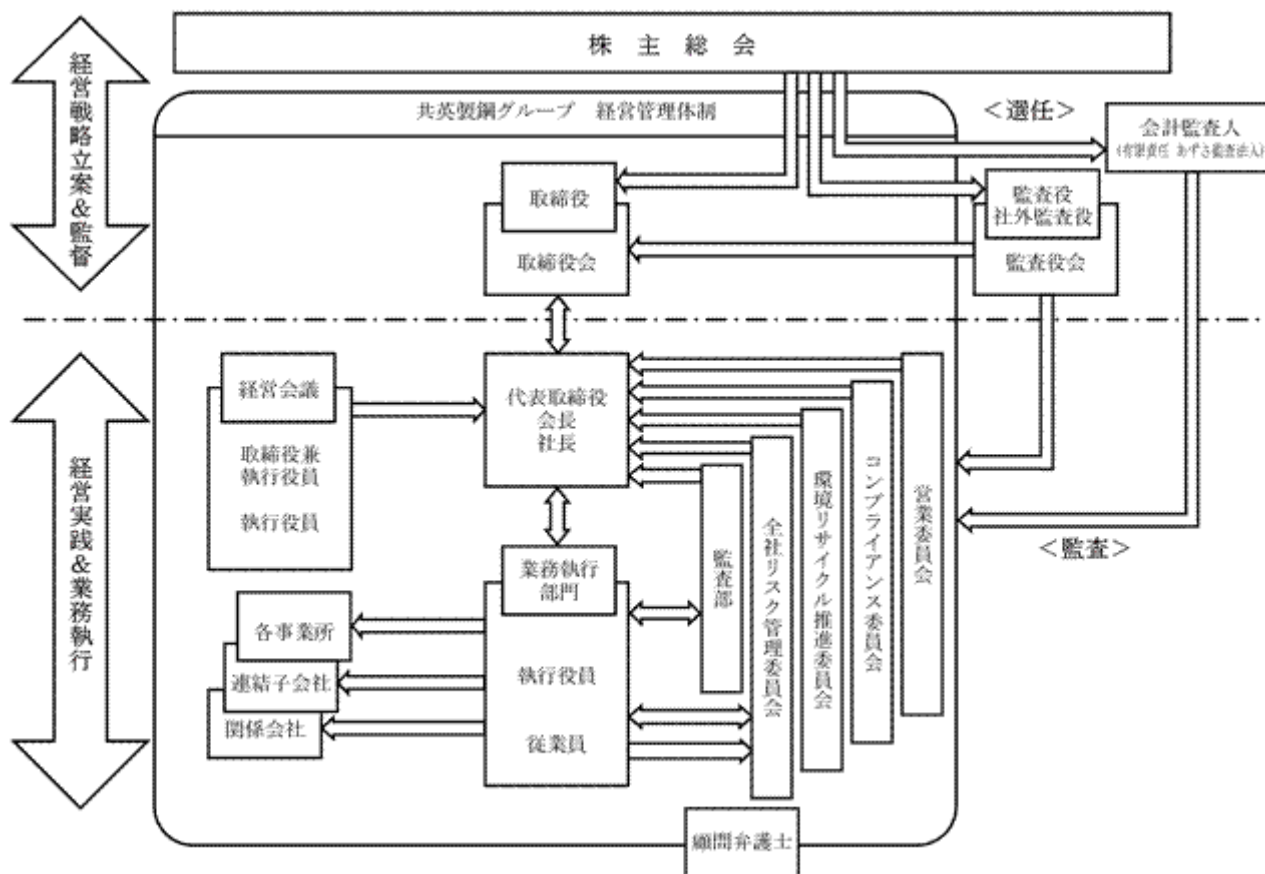 株主総会
経営戦略立案&監督
共英製鋼グループ 経営管理体制
<選任>
会計監査人
(有限責任 あずさ監査法人)
取締役
取締役会
監査役
社外監査役
監査役会
経営実践&業務執行
経営会議
取締役兼
執行役員
執行役員
代表取締役
会長
社長
業務執行
部門
執行役員
従業員
各事業所
連結子会社
関係会社
監査部
全社リスク管理委員会
環境リサイクル推進委員会
コンプライアンス委員会
営業委員会
<監査>
顧問弁護士